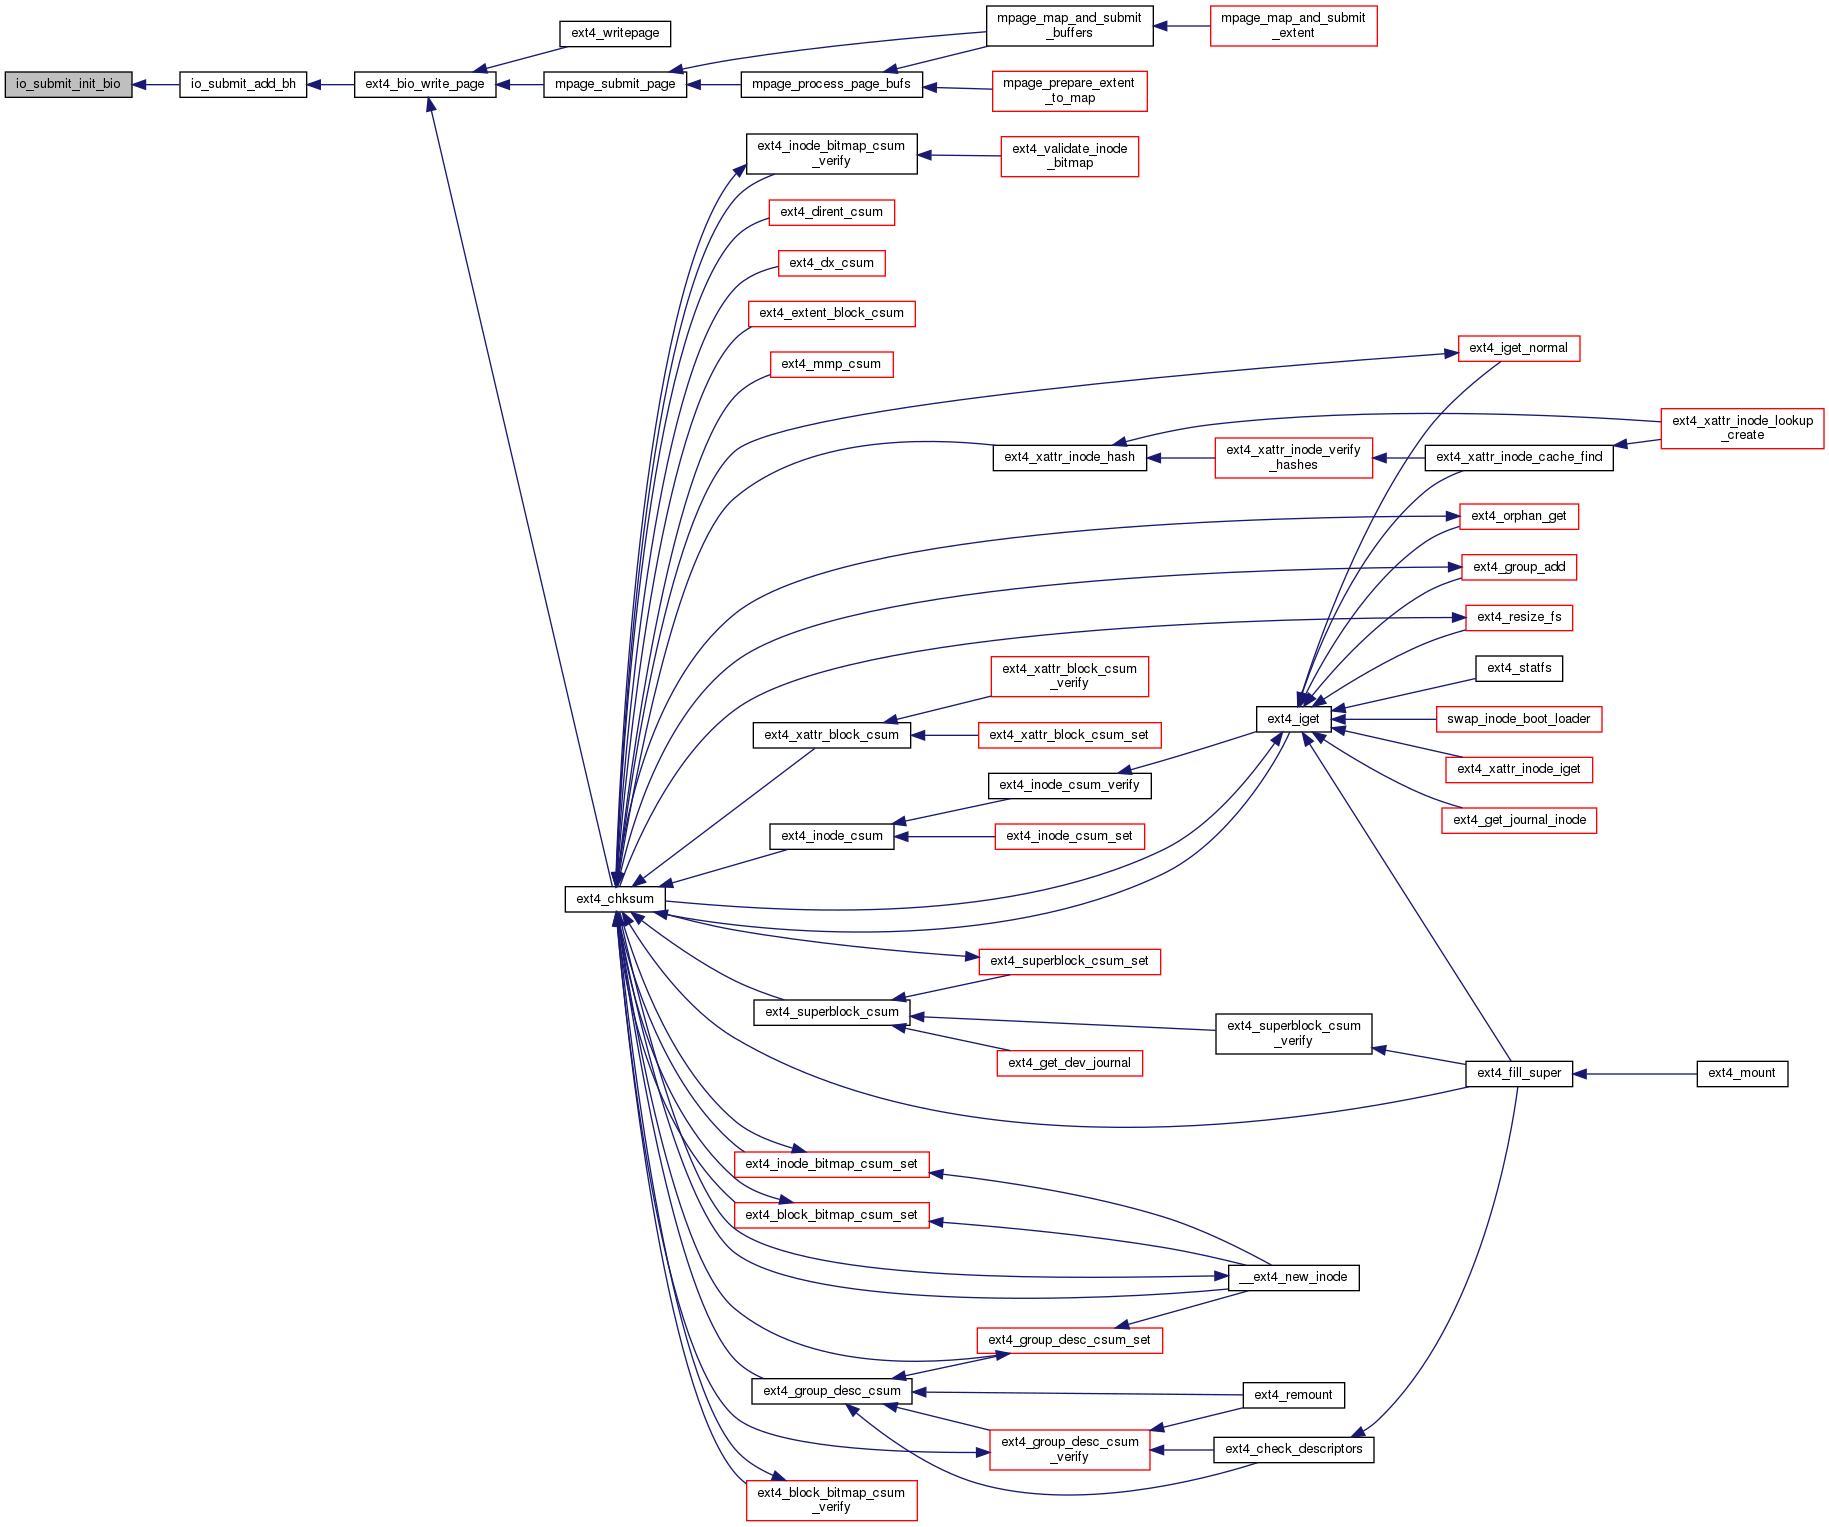 ext4_writepage
mpage_map_and_submit
_buffers
mpage_map_and_submit
_extent
io_submit_init_bio
io_submit_add_bh
ext4_bio_write_page
mpage_submit_page
mpage_process_page_bufs
mpage_prepare_extent
_to_map
ext4_inode_bitmap_csum
_verify
ext4_validate_inode
_bitmap
ext4_dirent_csum
ext4_dx_csum
ext4_extent_block_csum
ext4_iget_normal
ext4_mmp_csum
ext4_xattr_inode_lookup
_create
ext4_xattr_inode_hash
ext4_xattr_inode_verify
_hashes
ext4_xattr_inode_cache_find
ext4_orphan_get
ext4_group_add
ext4_resize_fs
ext4_xattr_block_csum
_verify
ext4_statfs
ext4_iget
swap_inode_boot_loader
ext4_xattr_block_csum
ext4_xattr_block_csum_set
ext4_xattr_inode_iget
ext4_inode_csum_verify
ext4_get_journal_inode
ext4_inode_csum
ext4_inode_csum_set
ext4_chksum
ext4_superblock_csum_set
ext4_superblock_csum
ext4_superblock_csum
_verify
ext4_get_dev_journal
ext4_fill_super
ext4_mount
ext4_inode_bitmap_csum_set
ext4_block_bitmap_csum_set
__ext4_new_inode
ext4_group_desc_csum_set
ext4_group_desc_csum
ext4_remount
ext4_group_desc_csum
_verify
ext4_check_descriptors
ext4_block_bitmap_csum
_verify